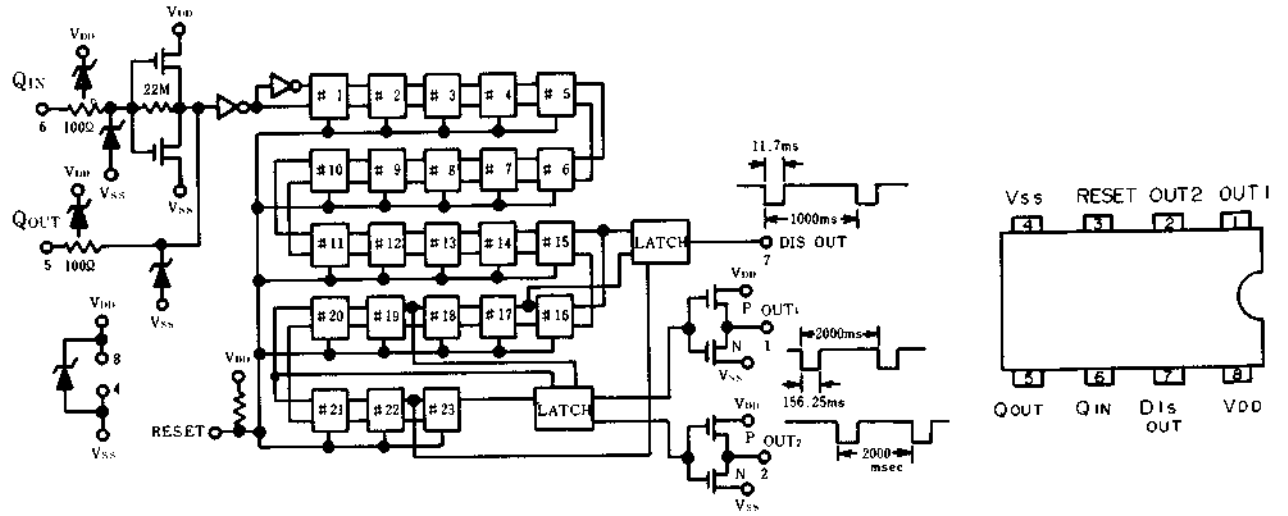 VDD
VDD
QIN
22M
6
100Ω
VSS
VSS
VDD
QOUT
5
100Ω
VSS
VDD
8
4
VSS
# 1 # 2 # 3 # 4 # 5
#10 # 9 # 8 # 7 # 6
#11 #12 #13 #14 #15
#20 #19 #18 #17 #16
#21 #22 #23
VDD
RESET
LATCH
LATCH
11.7ms
1000ms
DIS OUT
7
VDD
P
OUT1
1
N
VSS
2000ms
156.25ms
VDD
P
OUT2
2
N
VSS
2000
msec
VSS RESET OUT2 OUT1
4 3 2 1
5 6 7 8
QOUT QIN DIS OUT VDD